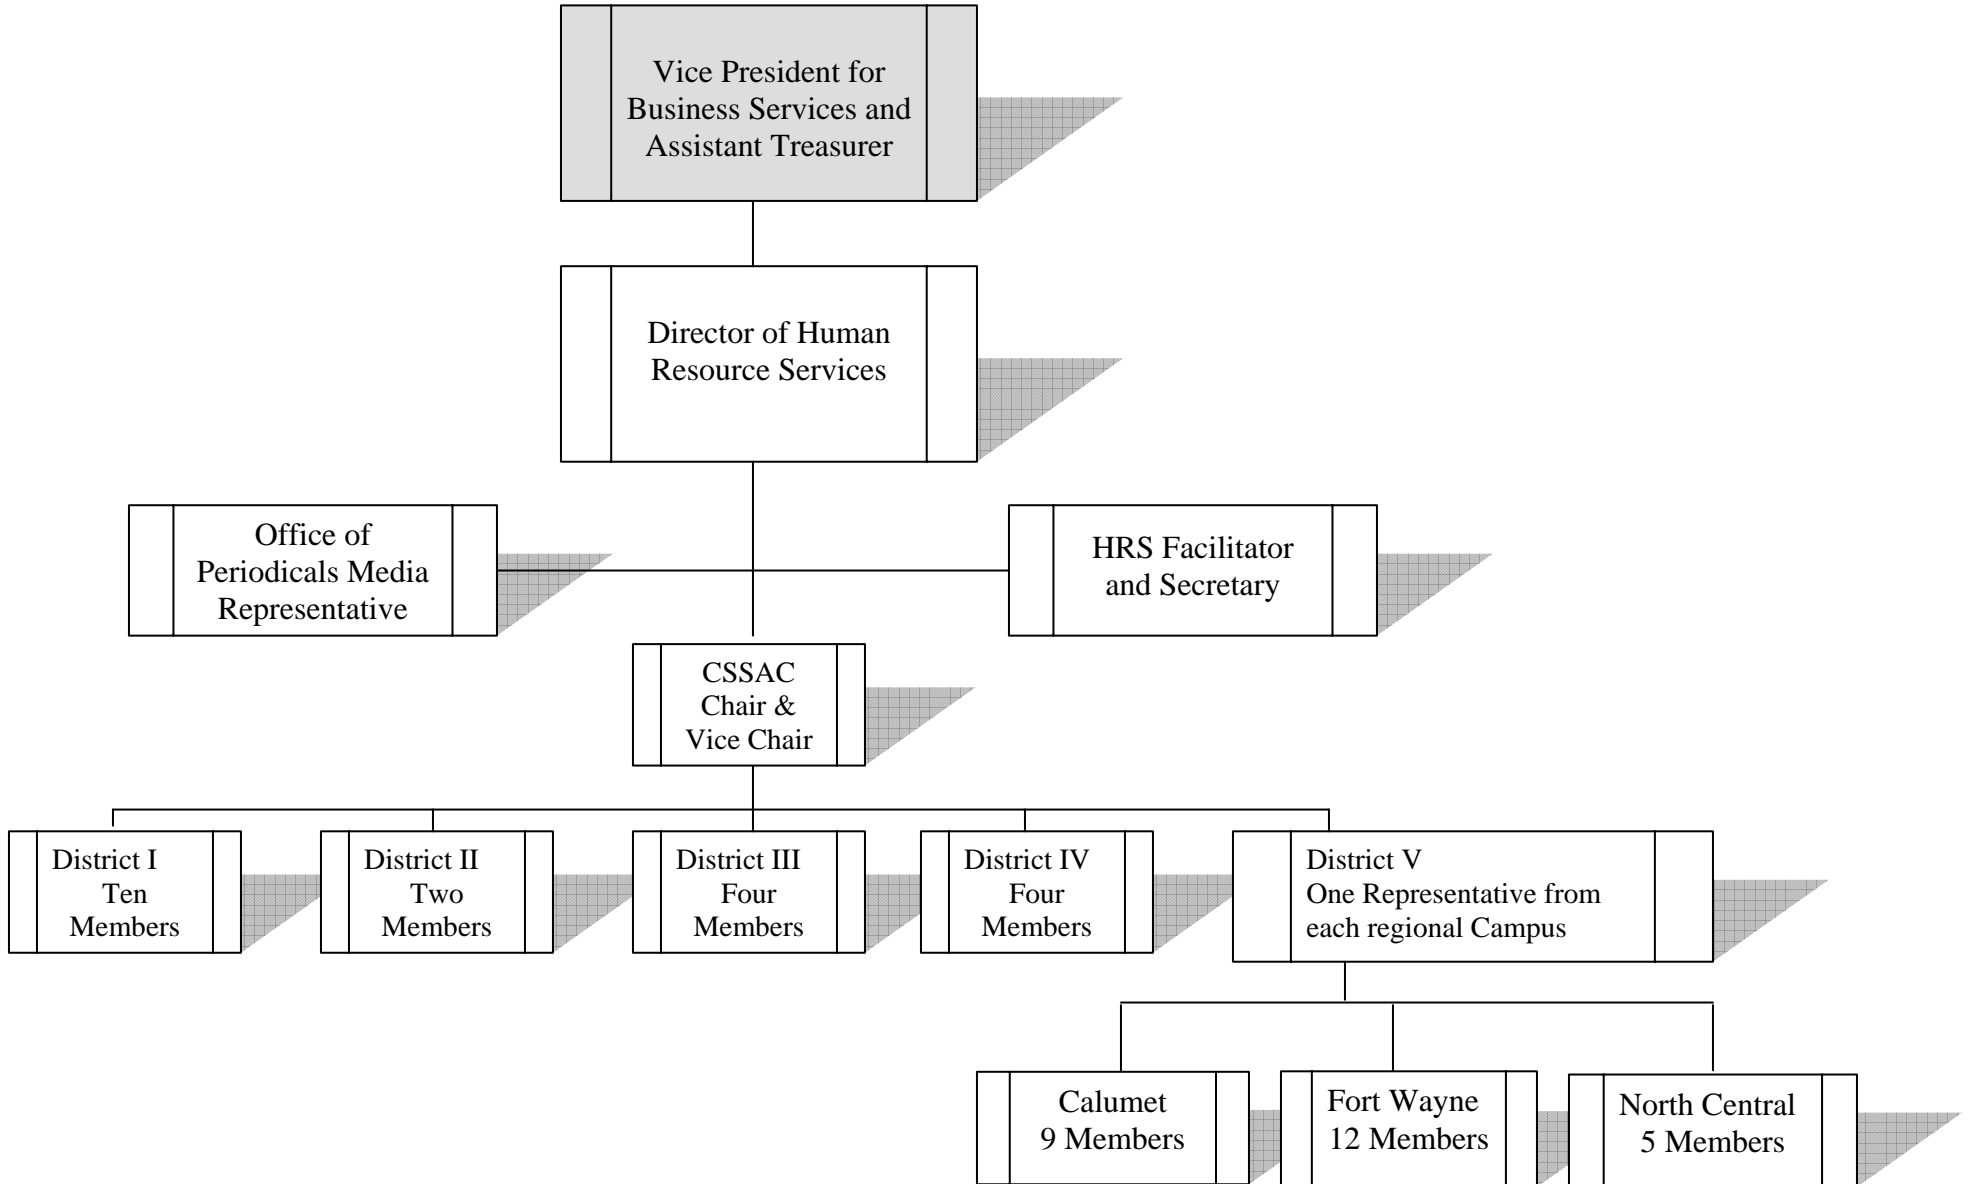 Vice President for
Business Services and
Assistant Treasurer
Director of Human
Resource Services
Office of
Periodicals Media
Representative
HRS Facilitator
and Secretary
CSSAC
Chair &
Vice Chair
District I
Ten
Members
District II
Two
Members
District III
Four
Members
District IV
Four
Members
District V
One Representative from
each regional Campus
Calumet
9 Members
Fort Wayne
12 Members
North Central
5 Members